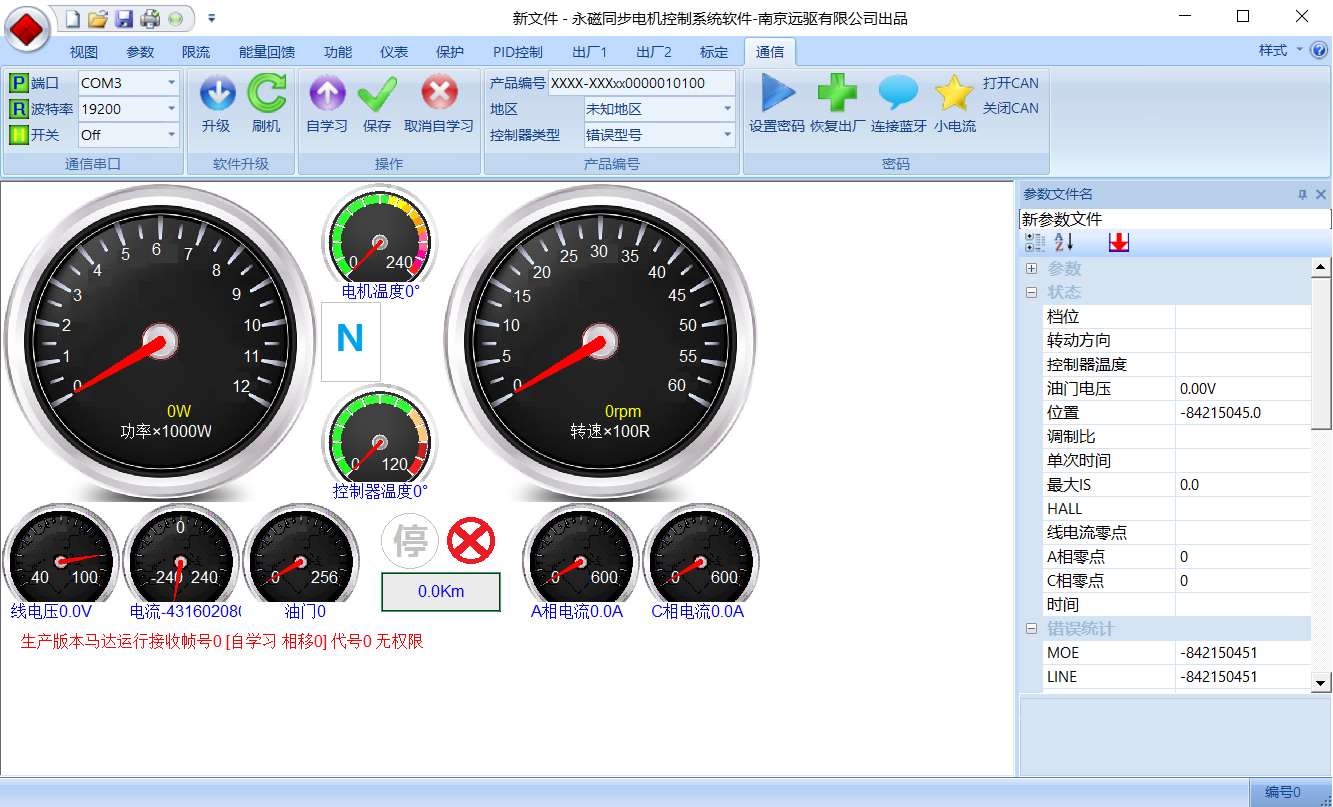 新文件 - 永磁同步电机控制系统软件-南京远驱有限公司出品
视图 参数 限流 能量回馈 功能 仪表 保护 PID控制 出厂1 出厂2 标定 通信 样式
P 端口 COM3
R 波特率 19200
开关 Off
通信串口
升级 刷机
软件升级
自学习 保存 取消自学习
操作
产品编号 XXXX-XXXxx0000010100
地区 未知地区
控制器类型 错误型号
产品编号
设置密码 恢复出厂 连接蓝牙 小电流
打开CAN
关闭CAN
密码
0 1 2 3 4 5 6 7 8 9 10 11 12
0W
功率×1000W
0 240
电机温度0°
N
0 120
控制器温度0°
0 5 10 15 20 25 30 35 40 45 50 55 60
0rpm
转速×100R
40 100
线电压0.0V
0
-240 240
电流-431602080
0 256
油门0
停
0.0Km
0 600
A相电流0.0A
0 600
C相电流0.0A
生产版本马达运行接收帧号0 [自学习 相移0] 代号0 无权限
参数文件名
新参数文件
A
Z
参数
状态
档位
转动方向
控制器温度
油门电压 0.00V
位置 -84215045.0
调制比
单次时间
最大IS 0.0
HALL
线电流零点
A相零点 0
C相零点 0
时间
错误统计
MOE -842150451
LINE -842150451
编号0